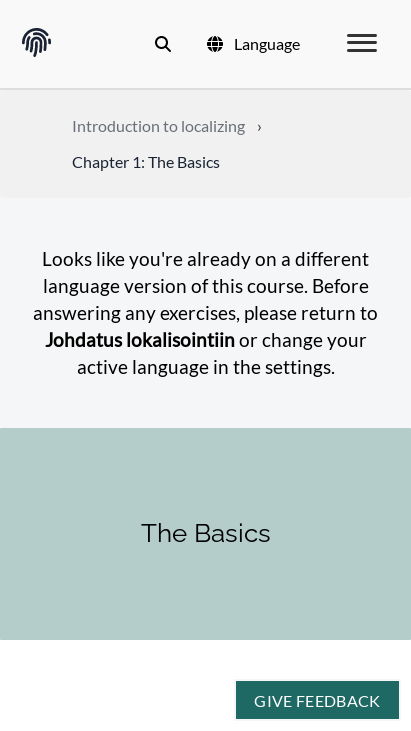 Language
Introduction to localizing ›
Chapter 1: The Basics
Looks like you're already on a different
language version of this course. Before
answering any exercises, please return to
Johdatus lokalisointiin or change your
active language in the settings.
The Basics
GIVE FEEDBACK